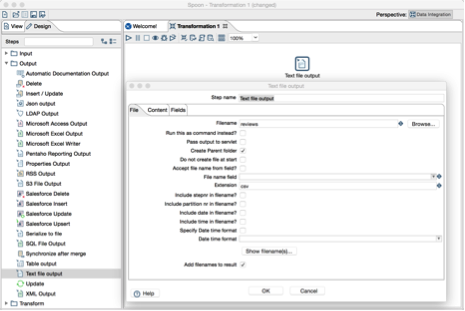 Spoon - Transformation 1 (changed)
Perspective: Data Integration
View Design
Welcome! Transformation 1
Steps
100%
Input
Output
Automatic Documentation Output
Delete
Insert / Update
Json output
LDAP Output
Microsoft Access Output
Microsoft Excel Output
Microsoft Excel Writer
Pentaho Reporting Output
Properties Output
RSS Output
S3 File Output
Salesforce Delete
Salesforce Insert
Salesforce Update
Salesforce Upsert
Serialize to file
SQL File Output
Synchronize after merge
Table output
Text file output
Update
XML Output
Transform
Text file output
Text file output
Step name Text file output
File Content Fields
Filename reviews
Browse...
Run this as command instead?
Pass output to servlet
Create Parent folder
Do not create file at start
Accept file name from field?
File name field
Extension csv
Include stepnr in filename?
Include partition nr in filename?
Include date in filename?
Include time in filename?
Specify Date time format
Date time format
Show filename(s)...
Add filenames to result
Help
OK
Cancel